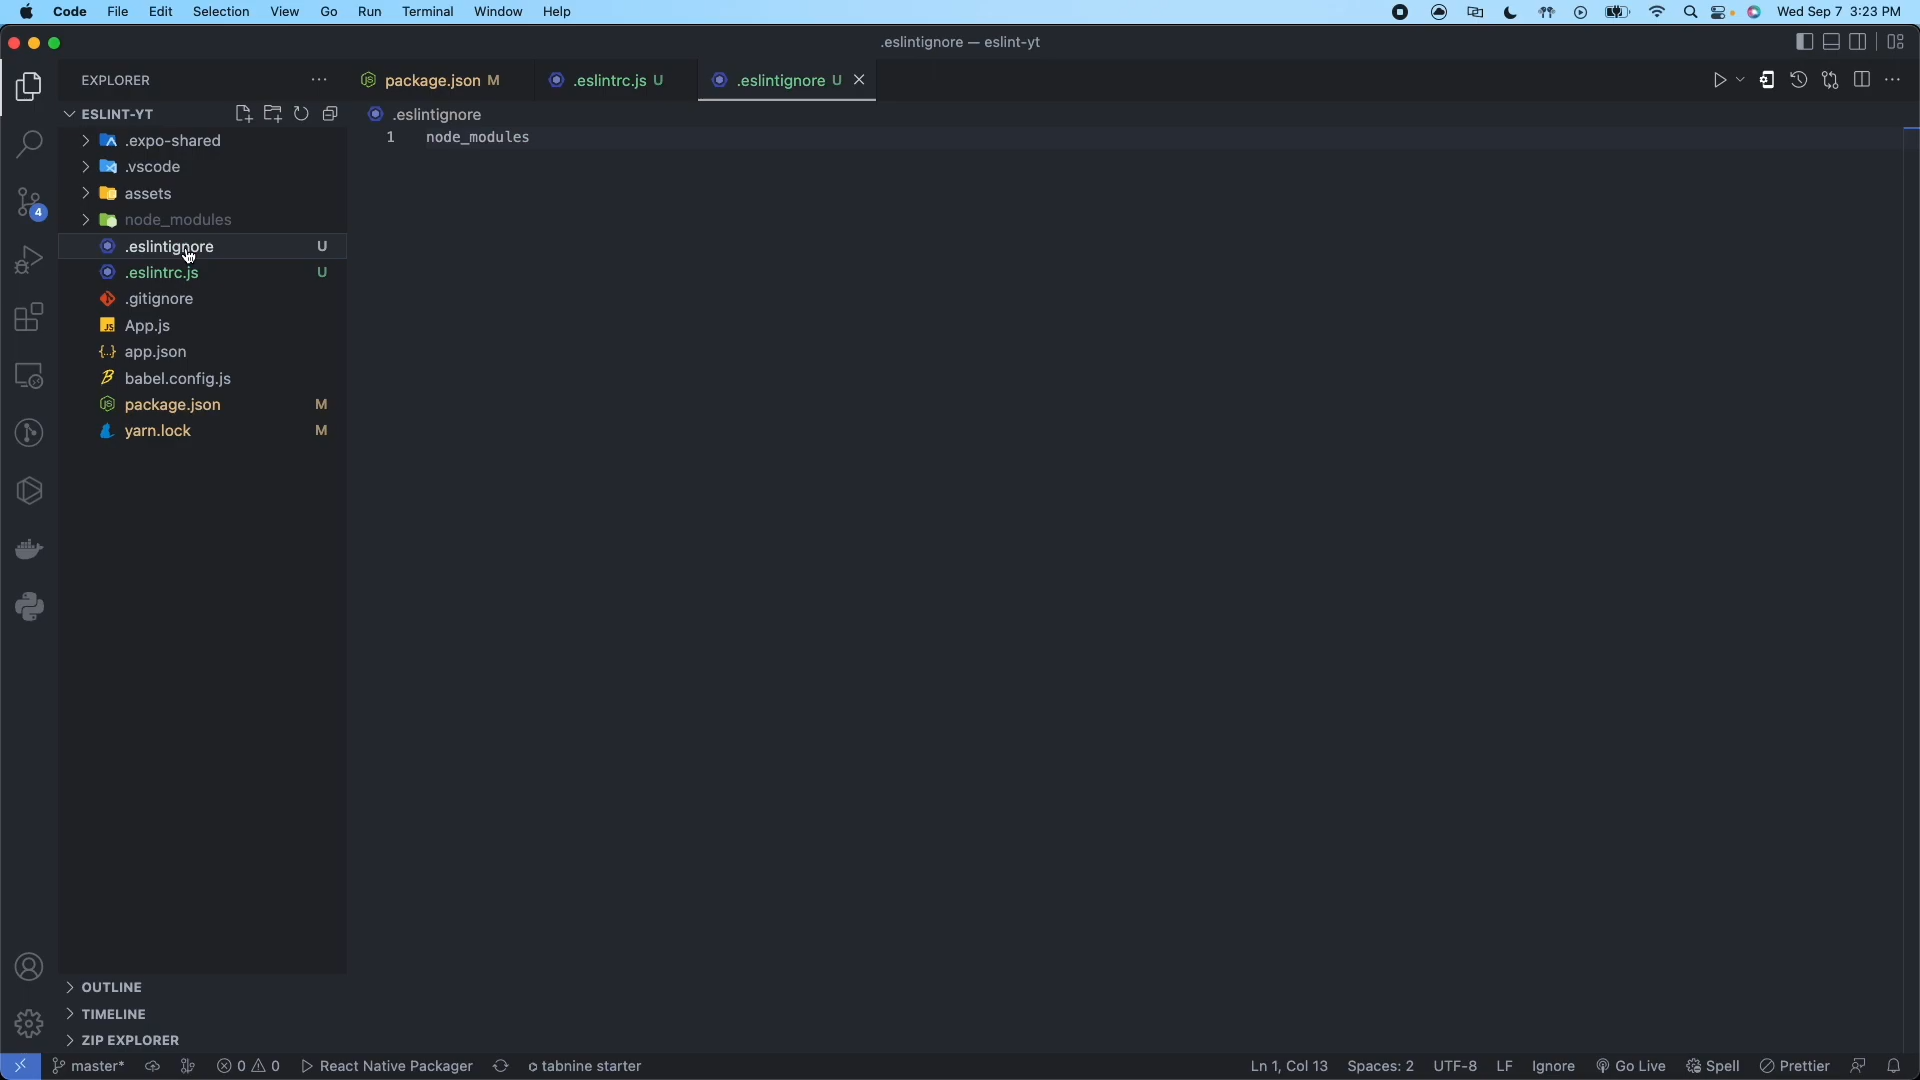 Code File Edit Selection View Go Run Terminal Window Help Wed Sep 7 3:23 PM
.eslintignore — eslint-yt
EXPLORER ··· package.json M .eslintrc.js U .eslintignore U
ESLINT-YT .eslintignore
.expo-shared 1 node_modules
.vscode
assets
node_modules
4
.eslintignore U
.eslintrc.js U
.gitignore
JS App.js
{..} app.json
babel.config.js
package.json M
yarn.lock M
OUTLINE
TIMELINE
ZIP EXPLORER
master* 0 0 React Native Packager tabnine starter Ln 1, Col 13 Spaces: 2 UTF-8 LF Ignore Go Live Spell Prettier